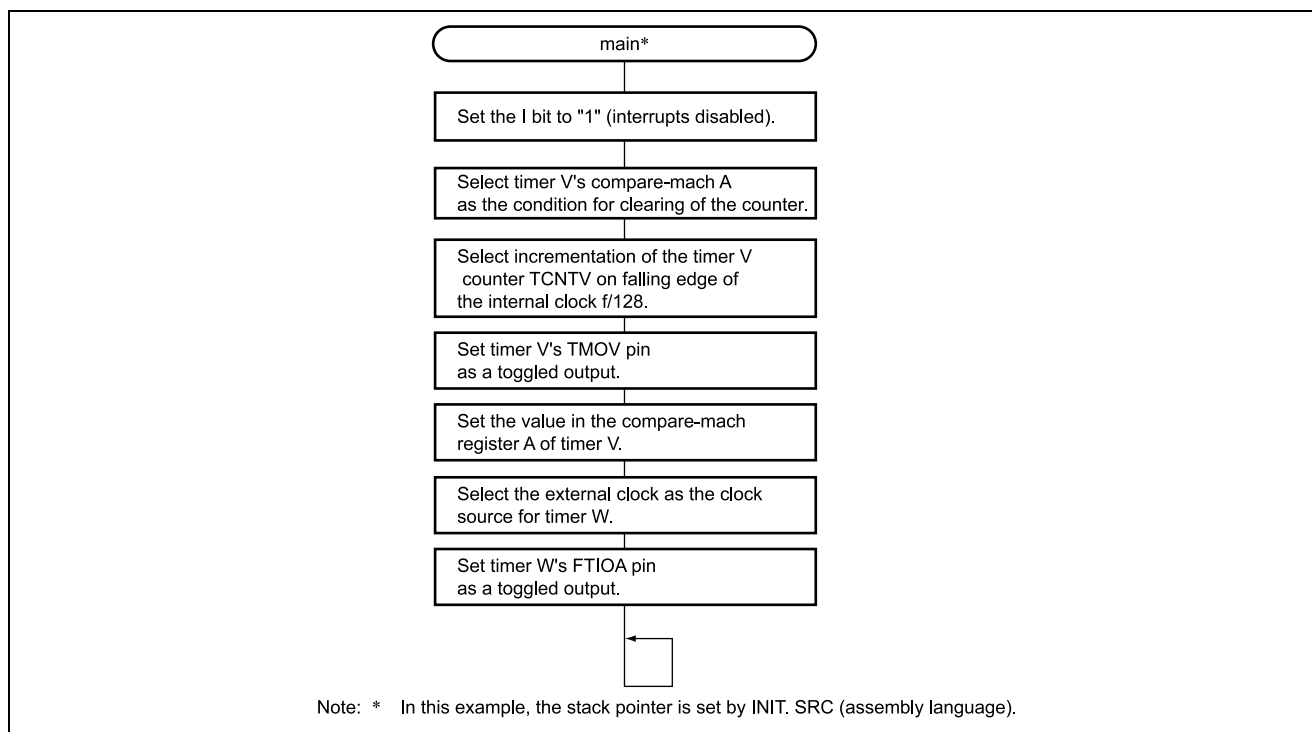 main*
Set the I bit to "1" (interrupts disabled).
Select timer V's compare-mach A
as the condition for clearing of the counter.
Select incrementation of the timer V
counter TCNTV on falling edge of
the internal clock f/128.
Set timer V's TMOV pin
as a toggled output.
Set the value in the compare-mach
register A of timer V.
Select the external clock as the clock
source for timer W.
Set timer W's FTIOA pin
as a toggled output.
Note: * In this example, the stack pointer is set by INIT. SRC (assembly language).